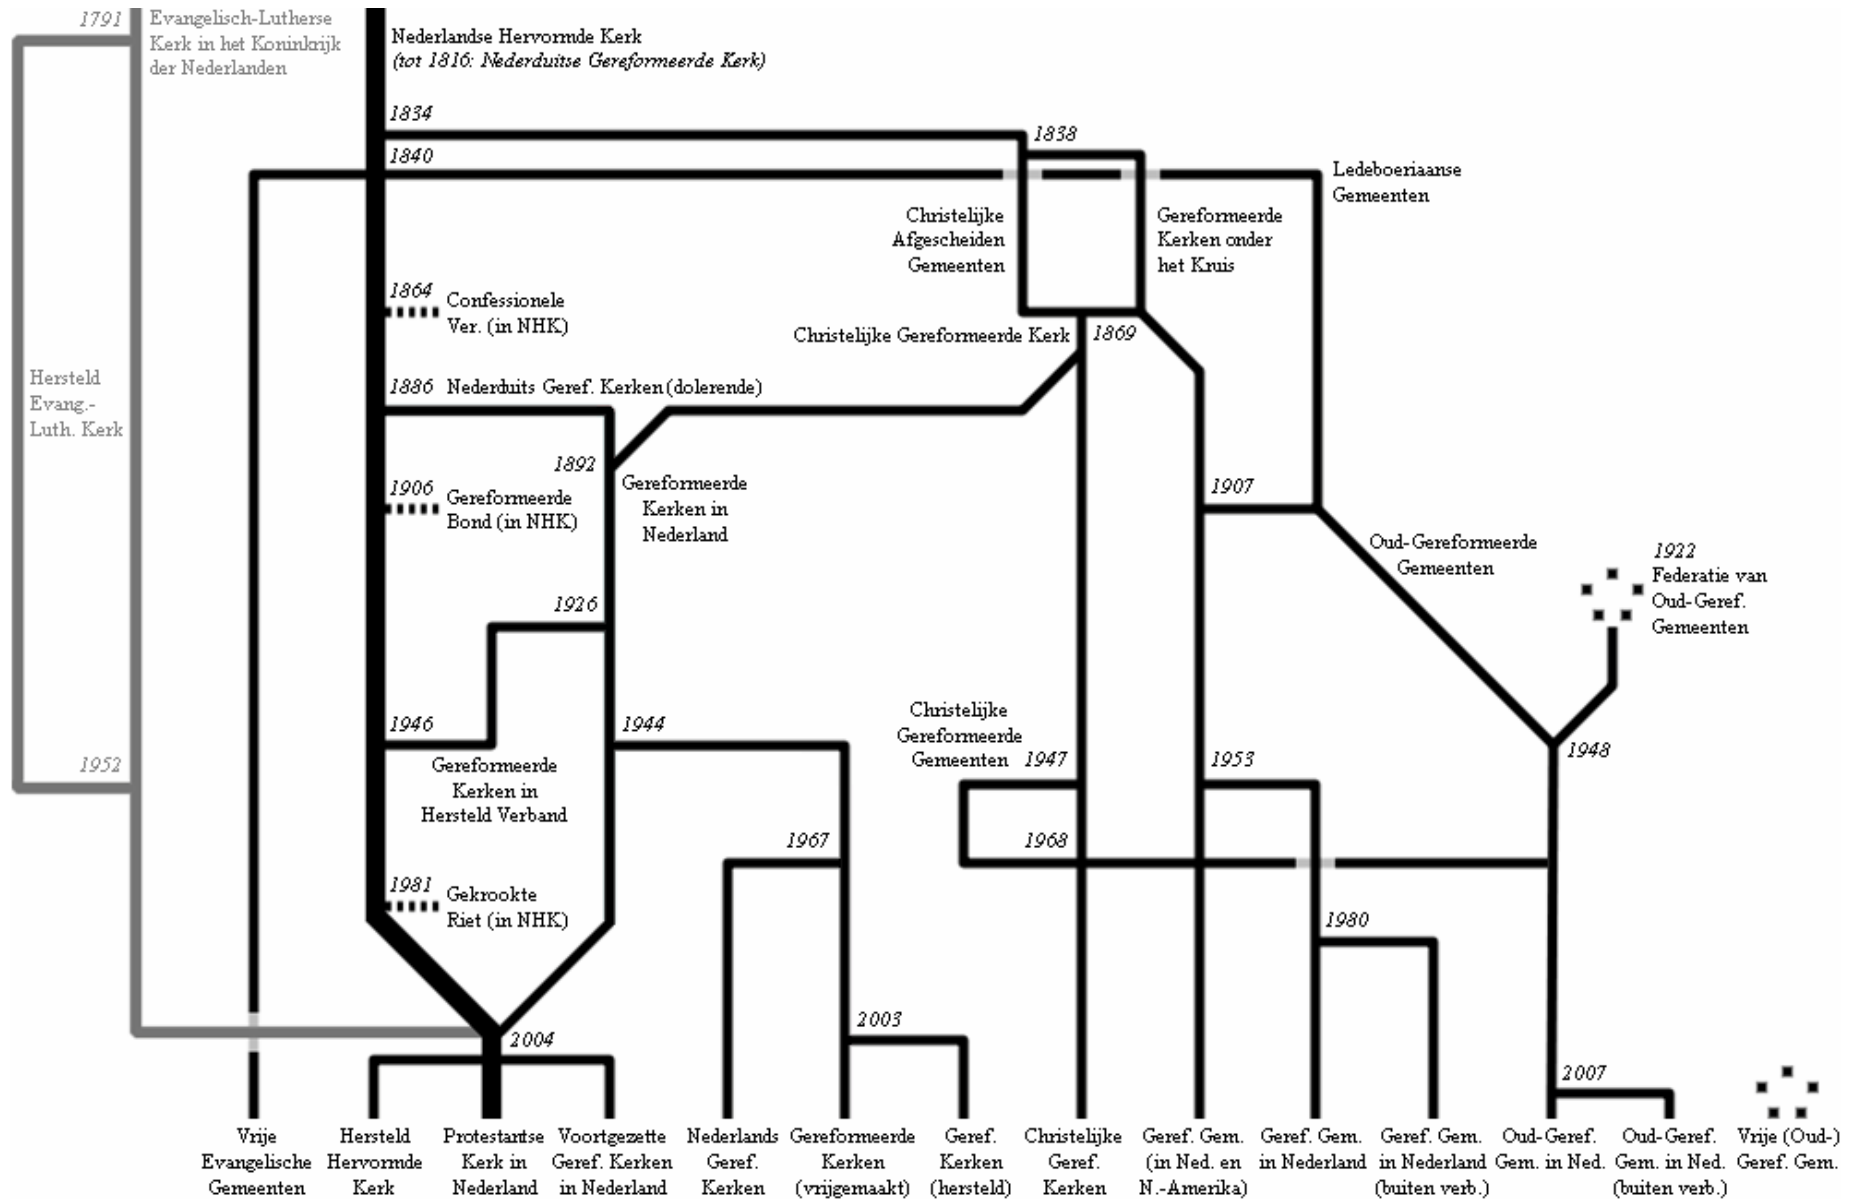 1791
Evangelisch-Lutherse
Kerk in het Koninkrijk
der Nederlanden
Nederlandse Hervormde Kerk
(tot 1816: Nederduitse Gereformeerde Kerk)
1834
1838
1840
Ledeboeriaanse
Gemeenten
Christelijke
Afgescheiden
Gemeenten
Gereformeerde
Kerken onder
het Kruis
1864
Confessionele
Ver. (in NHK)
Christelijke Gereformeerde Kerk
1869
Hersteld
Evang.-
Luth. Kerk
1886
Nederduits Geref. Kerken (dolerende)
1892
Gereformeerde
Kerken in
Nederland
1906
Gereformeerde
Bond (in NHK)
1907
Oud-Gereformeerde
Gemeenten
1922
Federatie van
Oud-Geref.
Gemeenten
1926
1946
Gereformeerde
Kerken in
Hersteld Verband
1944
Christelijke
Gereformeerde
Gemeenten
1947
1953
1948
1952
1967
1968
1981
Gekrookte
Riet (in NHK)
1980
2003
2004
2007
Vrije
Evangelische
Gemeenten
Hersteld
Hervormde
Kerk
Protestantse
Kerk in
Nederland
Voortgezette
Geref. Kerken
in Nederland
Nederlands
Geref.
Kerken
Gereformeerde
Kerken
(vrijgemaakt)
Geref.
Kerken
(hersteld)
Christelijke
Geref.
Kerken
Geref. Gem.
(in Ned. en
N.-Amerika)
Geref. Gem.
in Nederland
Geref. Gem.
in Nederland
(buiten verb.)
Oud-Geref.
Gem. in Ned.
Oud-Geref.
Gem. in Ned.
(buiten verb.)
Vrije (Oud-)
Geref. Gem.